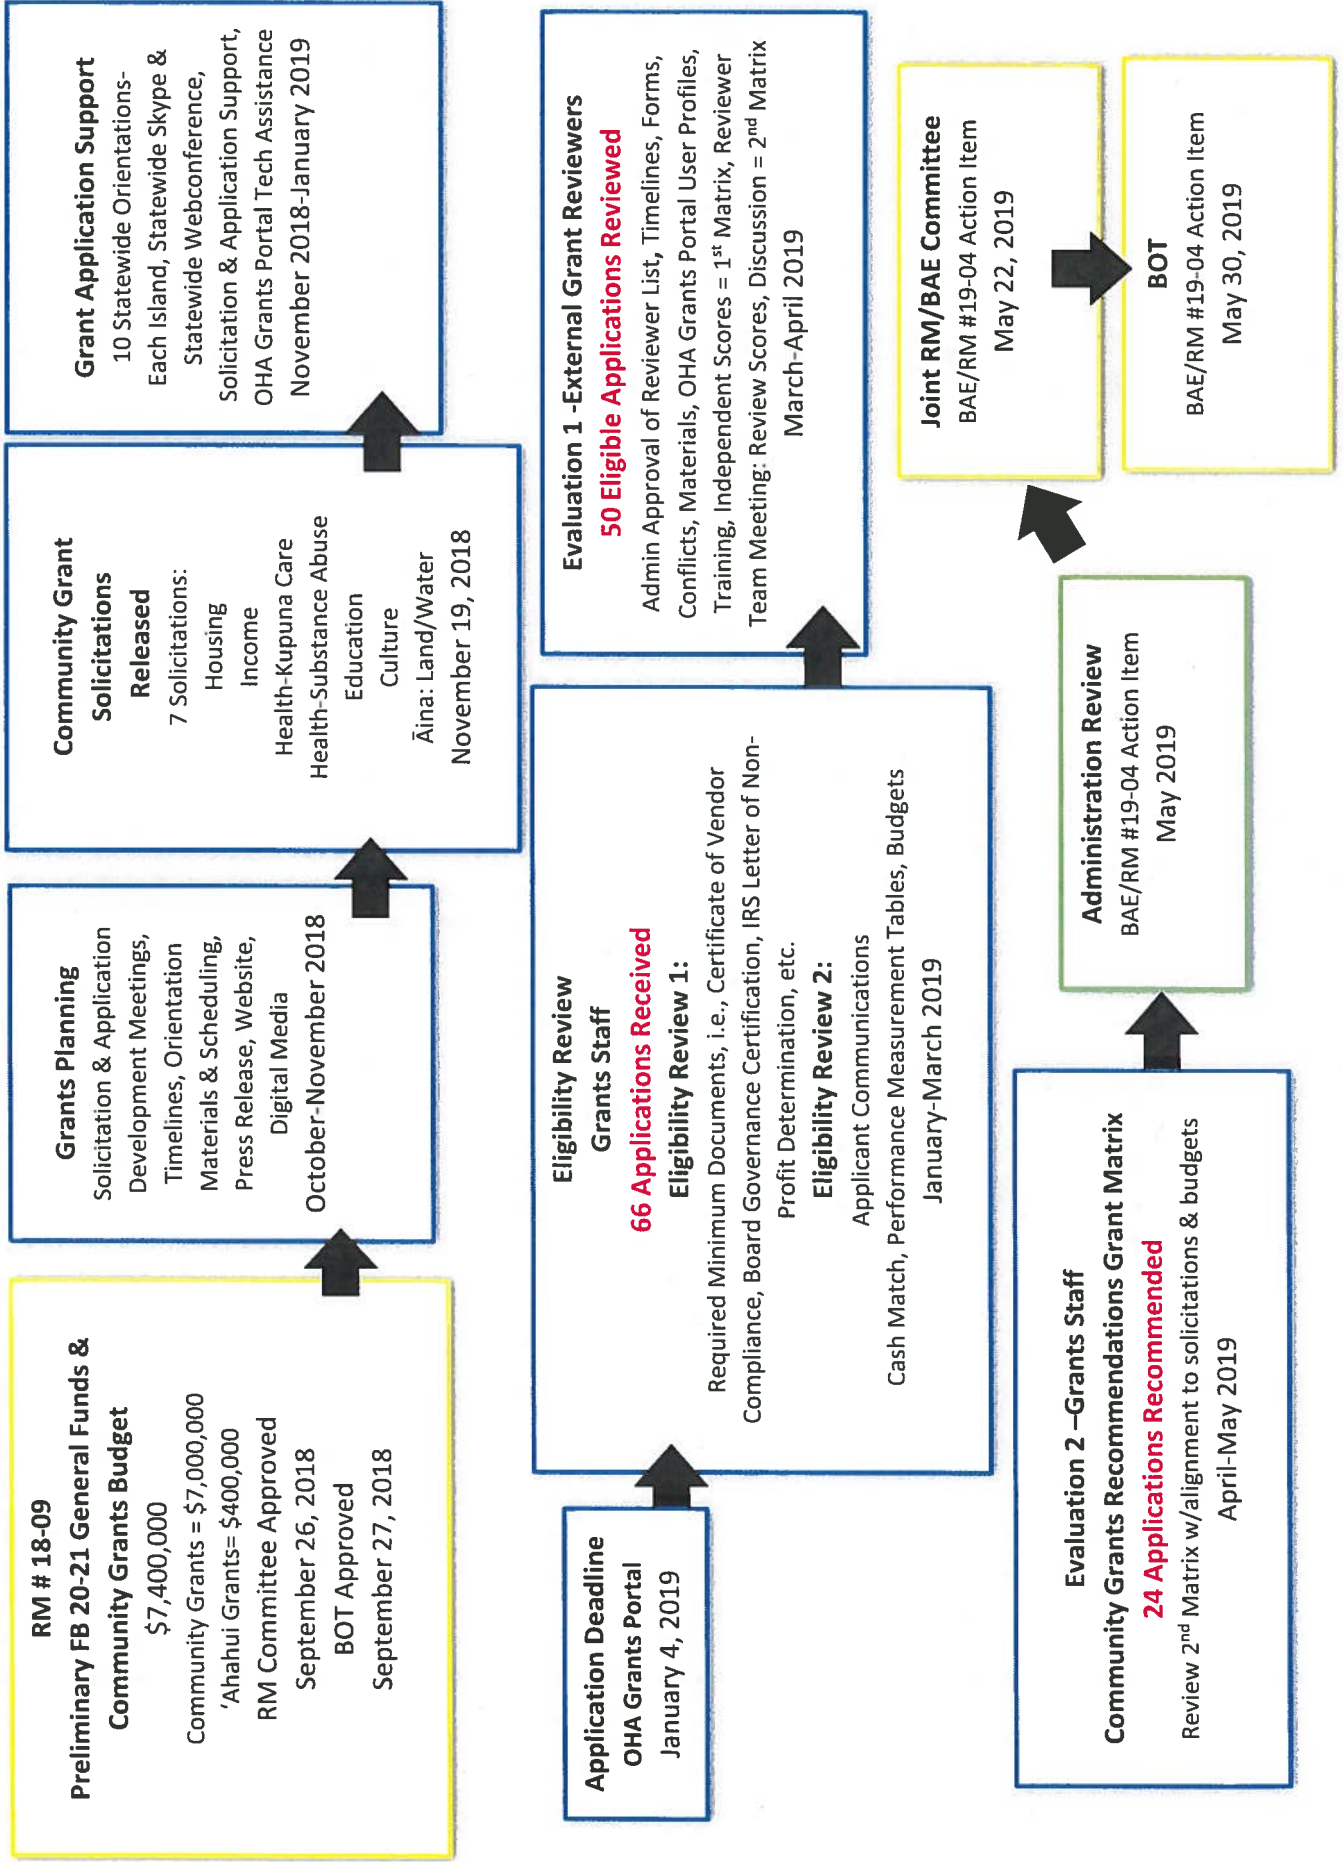 RM # 18-09
Preliminary FB 20-21 General Funds &
Community Grants Budget
$7,400,000
Community Grants = $7,000,000
'Ahahui Grants= $400,000
RM Committee Approved
September 26, 2018
BOT Approved
September 27, 2018
Grants Planning
Solicitation & Application
Development Meetings,
Timelines, Orientation
Materials & Scheduling,
Press Release, Website,
Digital Media
October-November 2018
Community Grant
Solicitations
Released
7 Solicitations:
Housing
Income
Health-Kupuna Care
Health-Substance Abuse
Education
Culture
Āina: Land/Water
November 19, 2018
Grant Application Support
10 Statewide Orientations-
Each Island, Statewide Skype &
Statewide Webconference,
Solicitation & Application Support,
OHA Grants Portal Tech Assistance
November 2018-January 2019
Application Deadline
OHA Grants Portal
January 4, 2019
Eligibility Review
Grants Staff
66 Applications Received
Eligibility Review 1:
Required Minimum Documents, i.e., Certificate of Vendor
Compliance, Board Governance Certification, IRS Letter of Non-
Profit Determination, etc.
Eligibility Review 2:
Applicant Communications
Cash Match, Performance Measurement Tables, Budgets
January-March 2019
Evaluation 1 -External Grant Reviewers
50 Eligible Applications Reviewed
Admin Approval of Reviewer List, Timelines, Forms,
Conflicts, Materials, OHA Grants Portal User Profiles,
Training, Independent Scores = 1st Matrix, Reviewer
Team Meeting: Review Scores, Discussion = 2nd Matrix
March-April 2019
Evaluation 2 –Grants Staff
Community Grants Recommendations Grant Matrix
24 Applications Recommended
Review 2nd Matrix w/alignment to solicitations & budgets
April-May 2019
Administration Review
BAE/RM #19-04 Action Item
May 2019
Joint RM/BAE Committee
BAE/RM #19-04 Action Item
May 22, 2019
BOT
BAE/RM #19-04 Action Item
May 30, 2019